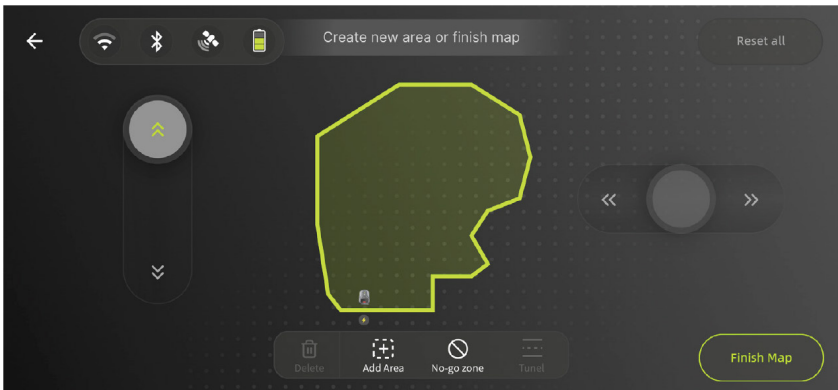 Create new area or finish map
Reset all
Delete
Add Area
No-go zone
Tunel
Finish Map